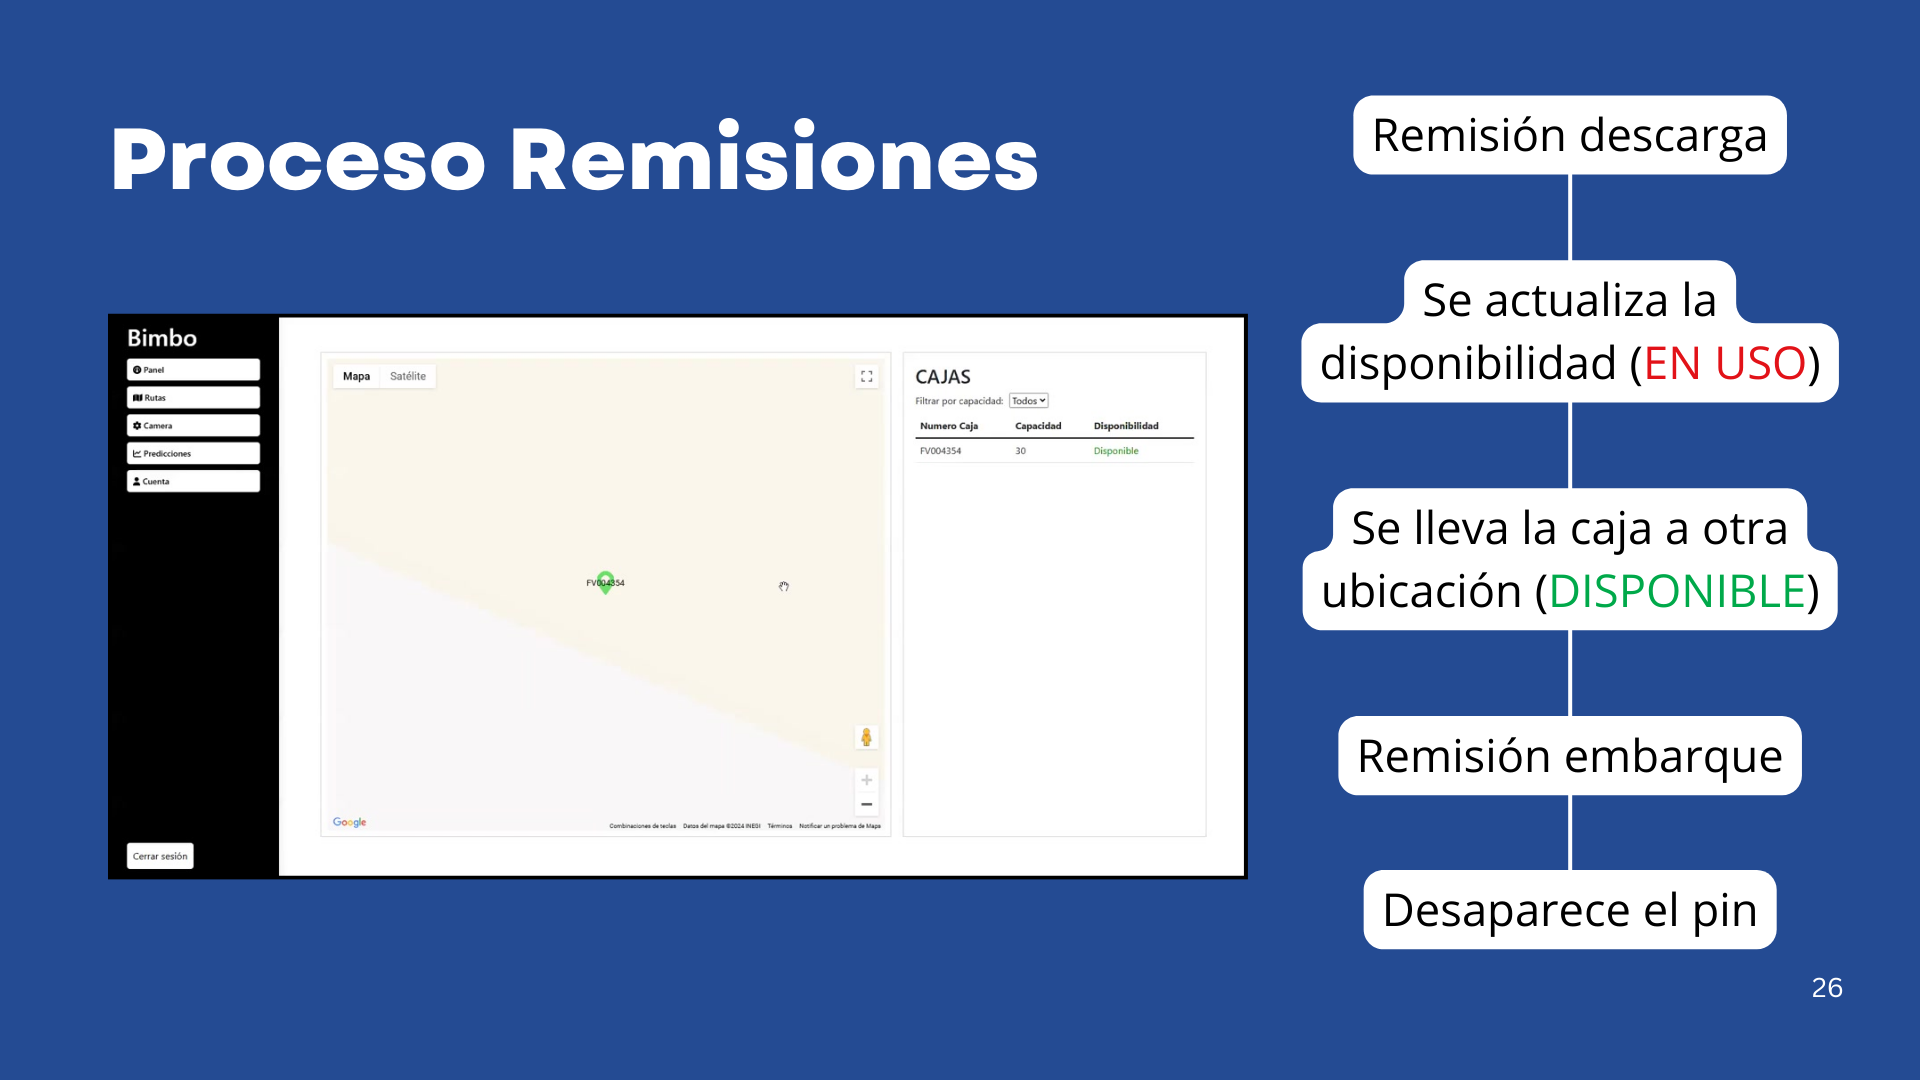 Proceso Remisiones
Bimbo
Panel
Rutas
Camera
Predicciones
Cuenta
Cerrar sesión
Mapa
Satélite
FV004354
Google
Combinaciones de teclas
Datos del mapa ©2024 INEGI
Términos
Notificar un problema de Maps
CAJAS
Filtrar por capacidad: Todos
Numero Caja Capacidad Disponibilidad
FV004354 30 Disponible
Remisión descarga
Se actualiza la
disponibilidad (EN USO)
Se lleva la caja a otra
ubicación (DISPONIBLE)
Remisión embarque
Desaparece el pin
26